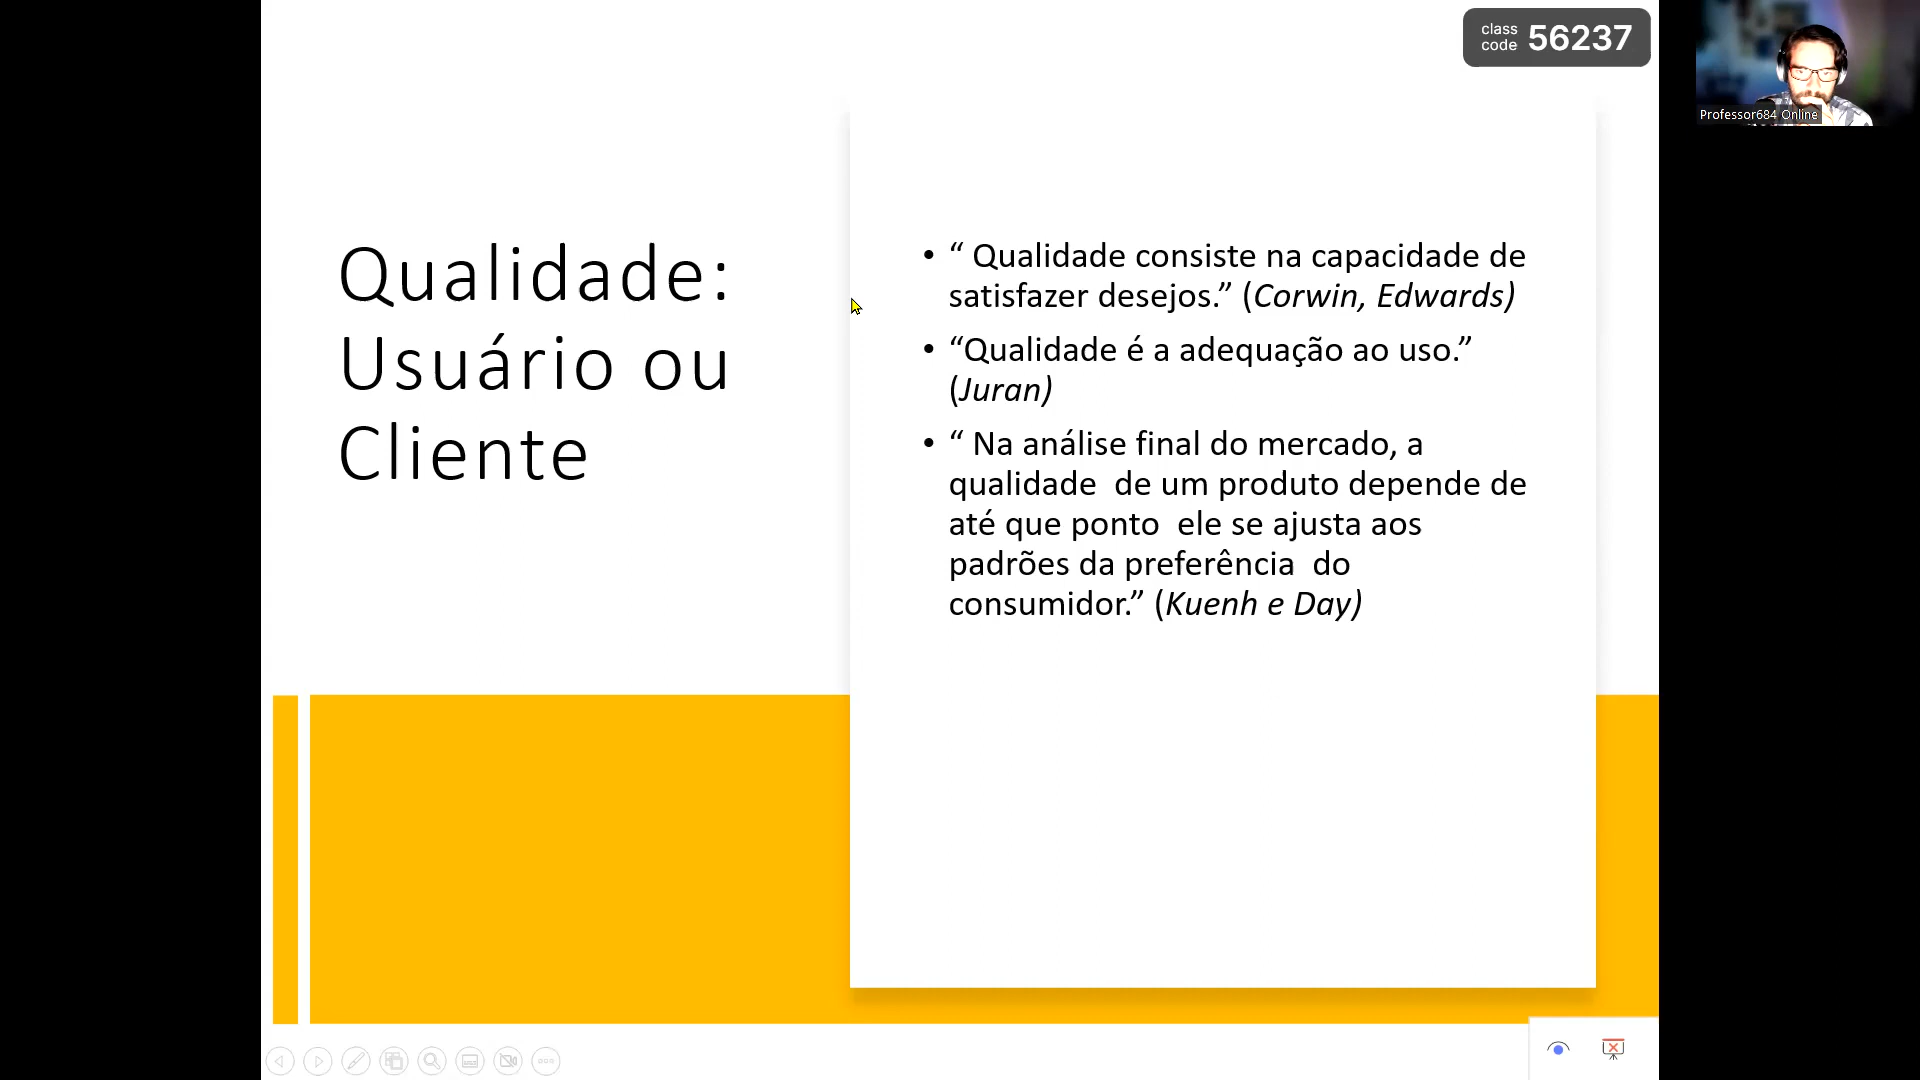 class
code 56237
Professor684 Online
Qualidade:
Usuário ou
Cliente
• “ Qualidade consiste na capacidade de
satisfazer desejos.” (Corwin, Edwards)
• “Qualidade é a adequação ao uso.”
(Juran)
• “ Na análise final do mercado, a
qualidade  de um produto depende de
até que ponto  ele se ajusta aos
padrões da preferência  do
consumidor.” (Kuenh e Day)